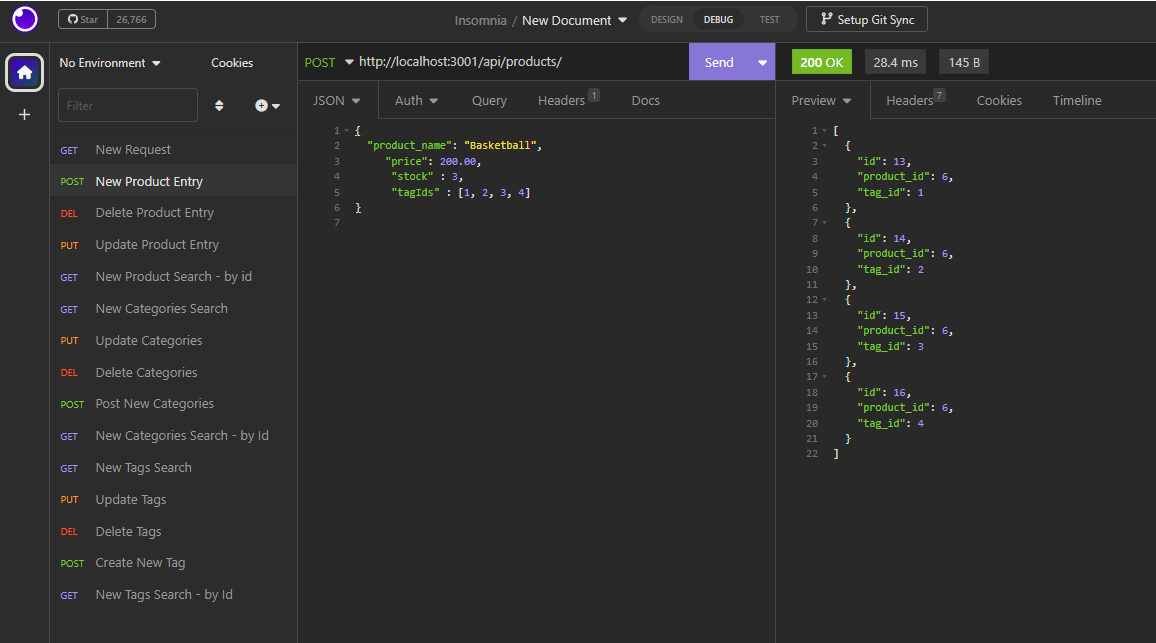 Star 26,766
Insomnia / New Document
DESIGN DEBUG TEST
Setup Git Sync
No Environment
Cookies
Filter
GET New Request
POST New Product Entry
DEL Delete Product Entry
PUT Update Product Entry
GET New Product Search - by id
GET New Categories Search
PUT Update Categories
DEL Delete Categories
POST Post New Categories
GET New Categories Search - by Id
GET New Tags Search
PUT Update Tags
DEL Delete Tags
POST Create New Tag
GET New Tags Search - by Id
POST http://localhost:3001/api/products/ Send
JSON Auth Query Headers 1 Docs
1 {
2 "product_name": "Basketball",
3 "price": 200.00,
4 "stock" : 3,
5 "tagIds" : [1, 2, 3, 4]
6 }
7
200 OK 28.4 ms 145 B
Preview Headers 7 Cookies Timeline
1 [
2 {
3 "id": 13,
4 "product_id": 6,
5 "tag_id": 1
6 },
7 {
8 "id": 14,
9 "product_id": 6,
10 "tag_id": 2
11 },
12 {
13 "id": 15,
14 "product_id": 6,
15 "tag_id": 3
16 },
17 {
18 "id": 16,
19 "product_id": 6,
20 "tag_id": 4
21 }
22 ]